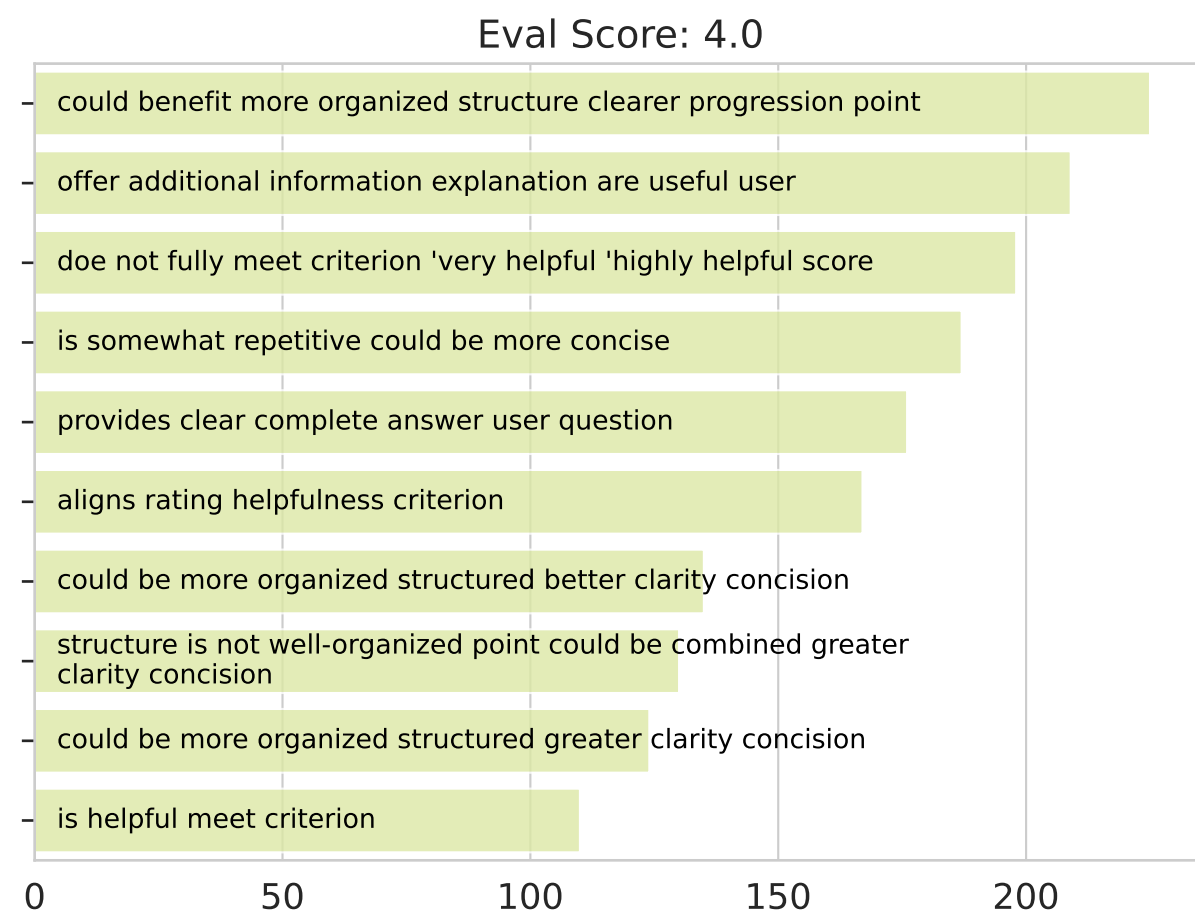 Eval Score: 4.0
could benefit more organized structure clearer progression point
offer additional information explanation are useful user
doe not fully meet criterion 'very helpful 'highly helpful score
is somewhat repetitive could be more concise
provides clear complete answer user question
aligns rating helpfulness criterion
could be more organized structured better clarity concision
structure is not well-organized point could be combined greater
clarity concision
could be more organized structured greater clarity concision
is helpful meet criterion
0 50 100 150 200